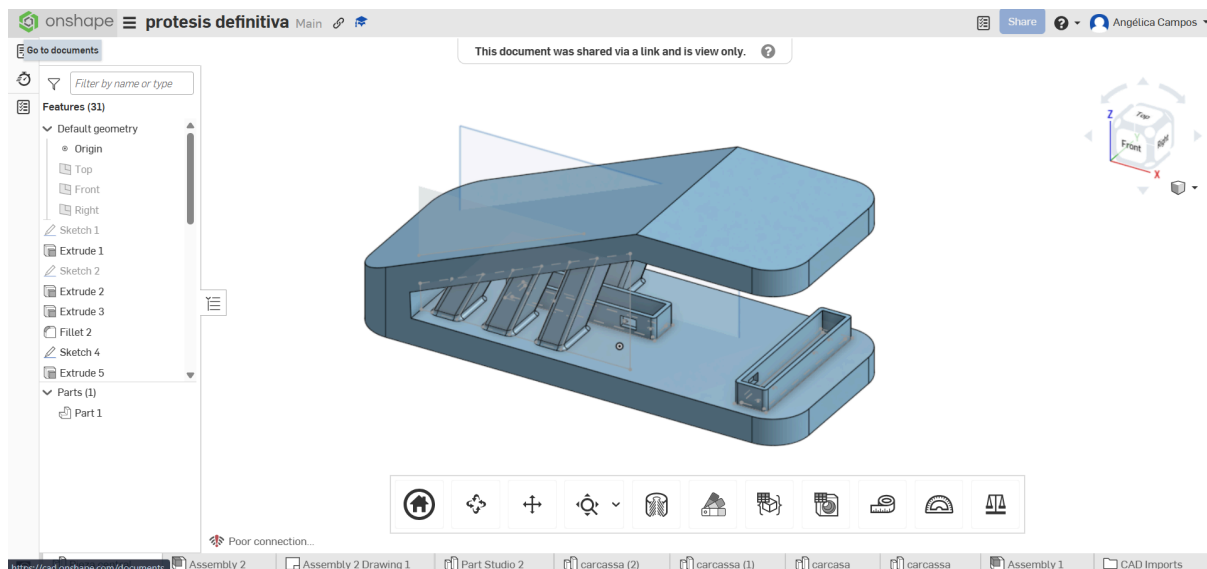 onshape protesis definitiva Main Share Angélica Campos
Go to documents
This document was shared via a link and is view only.
Filter by name or type
Features (31)
Default geometry
Origin
Top
Front
Right
Sketch 1
Extrude 1
Sketch 2
Extrude 2
Extrude 3
Fillet 2
Sketch 4
Extrude 5
Parts (1)
Part 1
Z
Top
Y
Front
Right
X
Poor connection...
https://cad.onshape.com/documents
Assembly 2
Assembly 2 Drawing 1
Part Studio 2
carcassa (2)
carcassa (1)
carcasa
carcassa
Assembly 1
CAD Imports